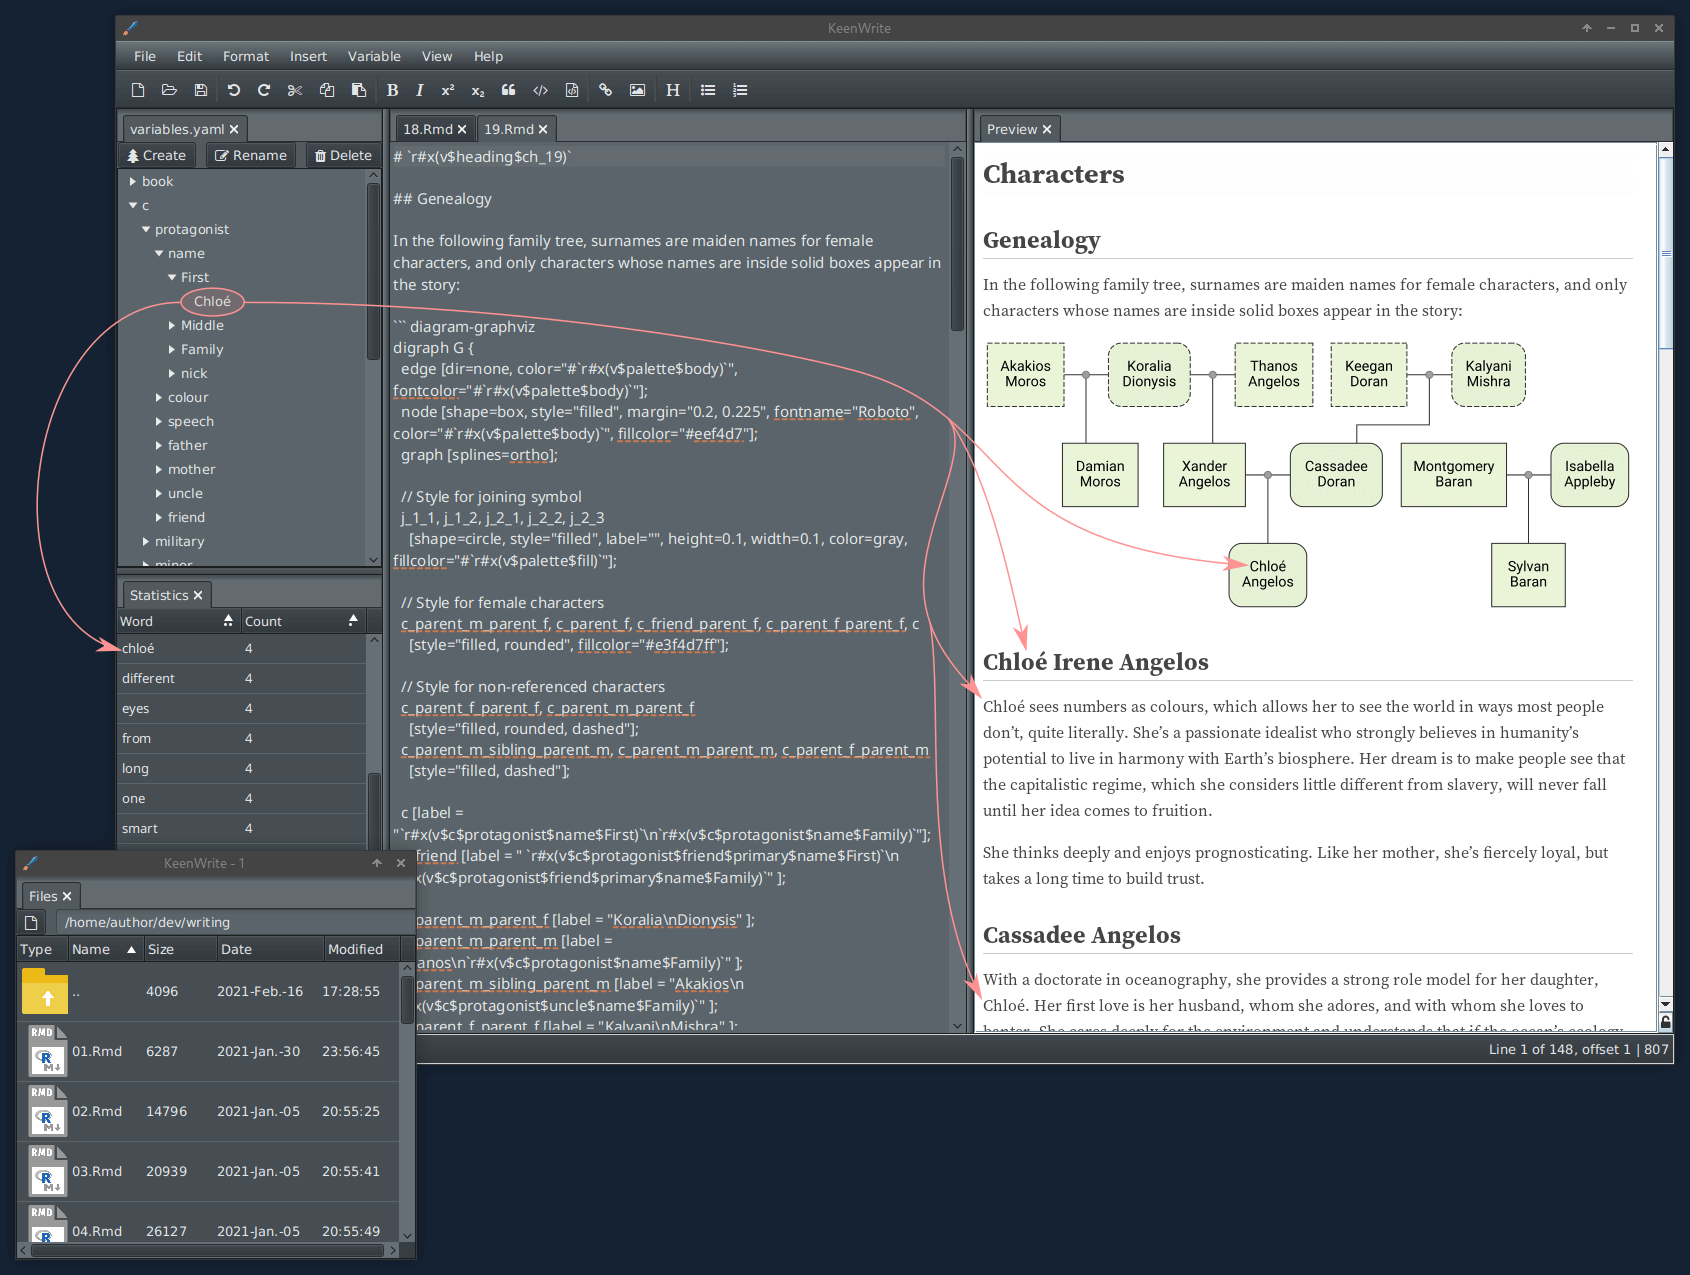 KeenWrite
File Edit Format Insert Variable View Help
B I x² x₂ H
variables.yaml
Create Rename Delete
book
c
protagonist
name
First
Chloé
Middle
Family
nick
colour
speech
father
mother
uncle
friend
military
minor
Statistics
Word Count
chloé 4
different 4
eyes 4
from 4
long 4
one 4
smart 4
18.Rmd 19.Rmd
# `r#x(v$heading$ch_19)`
## Genealogy
In the following family tree, surnames are maiden names for female
characters, and only characters whose names are inside solid boxes appear in
the story:
``` diagram-graphviz
digraph G {
edge [dir=none, color="#`r#x(v$palette$body)`",
fontcolor="#`r#x(v$palette$body)`"];
node [shape=box, style="filled", margin="0.2, 0.225", fontname="Roboto",
color="#`r#x(v$palette$body)`", fillcolor="#eef4d7"];
graph [splines=ortho];
// Style for joining symbol
j_1_1, j_1_2, j_2_1, j_2_2, j_2_3
[shape=circle, style="filled", label="", height=0.1, width=0.1, color=gray,
fillcolor="#`r#x(v$palette$fill)`"];
// Style for female characters
c_parent_m_parent_f, c_parent_f, c_friend_parent_f, c_parent_f_parent_f, c
[style="filled, rounded", fillcolor="#e3f4d7ff"];
// Style for non-referenced characters
c_parent_f_parent_f, c_parent_m_parent_f
[style="filled, rounded, dashed"];
c_parent_m_sibling_parent_m, c_parent_m_parent_m, c_parent_f_parent_m
[style="filled, dashed"];
c [label =
"`r#x(v$c$protagonist$name$First)`\n`r#x(v$c$protagonist$name$Family)`"];
friend [label = " `r#x(v$c$protagonist$friend$primary$name$First)`\n
x(v$c$protagonist$friend$primary$name$Family)`" ];
parent_m_parent_f [label = "Koralia\nDionysis" ];
parent_m_parent_m [label =
anos\n`r#x(v$c$protagonist$name$Family)`" ];
parent_m_sibling_parent_m [label = "Akakios\n
x(v$c$protagonist$uncle$name$Family)`" ];
parent_f_parent_f [label = "Kalyani\nMishra" ];
Preview
Characters
Genealogy
In the following family tree, surnames are maiden names for female characters, and only
characters whose names are inside solid boxes appear in the story:
Akakios Moros
Koralia Dionysis
Thanos Angelos
Keegan Doran
Kalyani Mishra
Damian Moros
Xander Angelos
Cassadee Doran
Montgomery Baran
Isabella Appleby
Chloé Angelos
Sylvan Baran
Chloé Irene Angelos
Chloé sees numbers as colours, which allows her to see the world in ways most people
don’t, quite literally. She’s a passionate idealist who strongly believes in humanity’s
potential to live in harmony with Earth’s biosphere. Her dream is to make people see that
the capitalistic regime, which she considers little different from slavery, will never fall
until her idea comes to fruition.
She thinks deeply and enjoys prognosticating. Like her mother, she’s fiercely loyal, but
takes a long time to build trust.
Cassadee Angelos
With a doctorate in oceanography, she provides a strong role model for her daughter,
Chloé. Her first love is her husband, whom she adores, and with whom she loves to
banter. She cares deeply for the environment and understands that if the ocean’s ecology
Line 1 of 148, offset 1 | 807
KeenWrite - 1
Files
/home/author/dev/writing
Type Name Size Date Modified
.. 4096 2021-Feb.-16 17:28:55
RMD R M↓ 01.Rmd 6287 2021-Jan.-30 23:56:45
RMD R M↓ 02.Rmd 14796 2021-Jan.-05 20:55:25
RMD R M↓ 03.Rmd 20939 2021-Jan.-05 20:55:41
RMD R 04.Rmd 26127 2021-Jan.-05 20:55:49